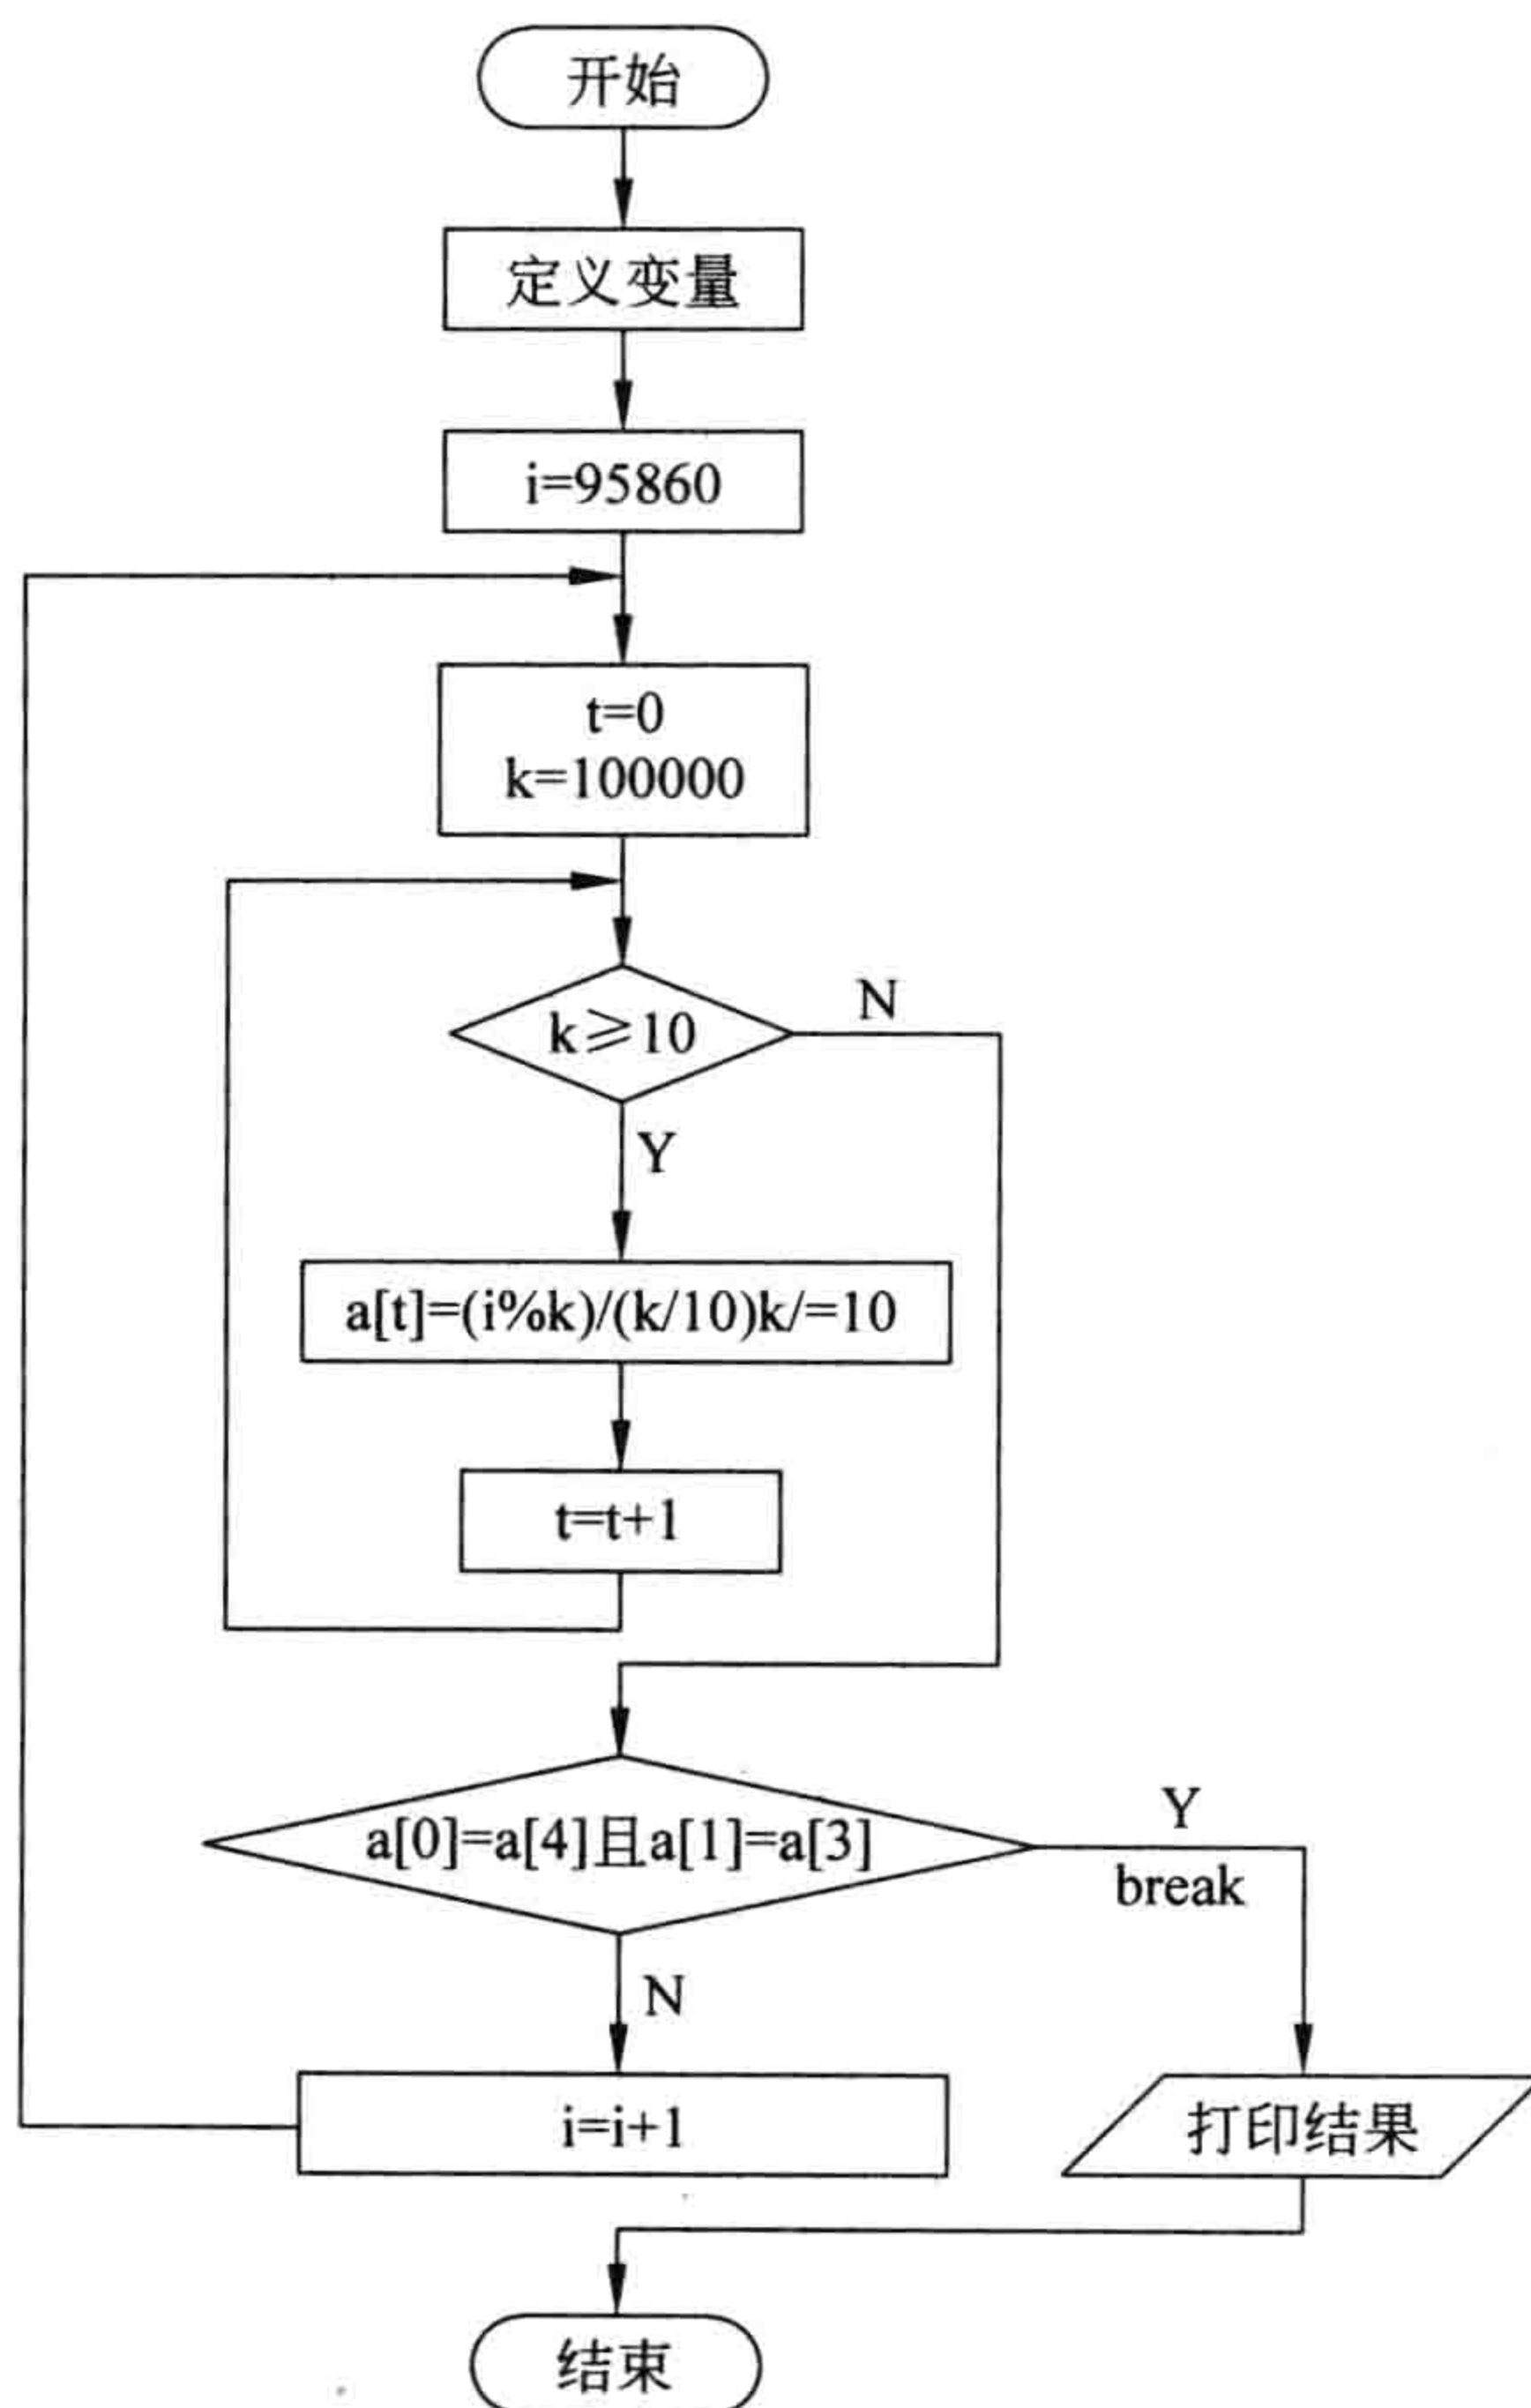 开始
定义变量
i=95860
t=0
k=100000
k⩾10
N
Y
a[t]=(i%k)/(k/10)k/=10
t=t+1
a[0]=a[4]且a[1]=a[3]
Y
break
N
i=i+1
打印结果
结束